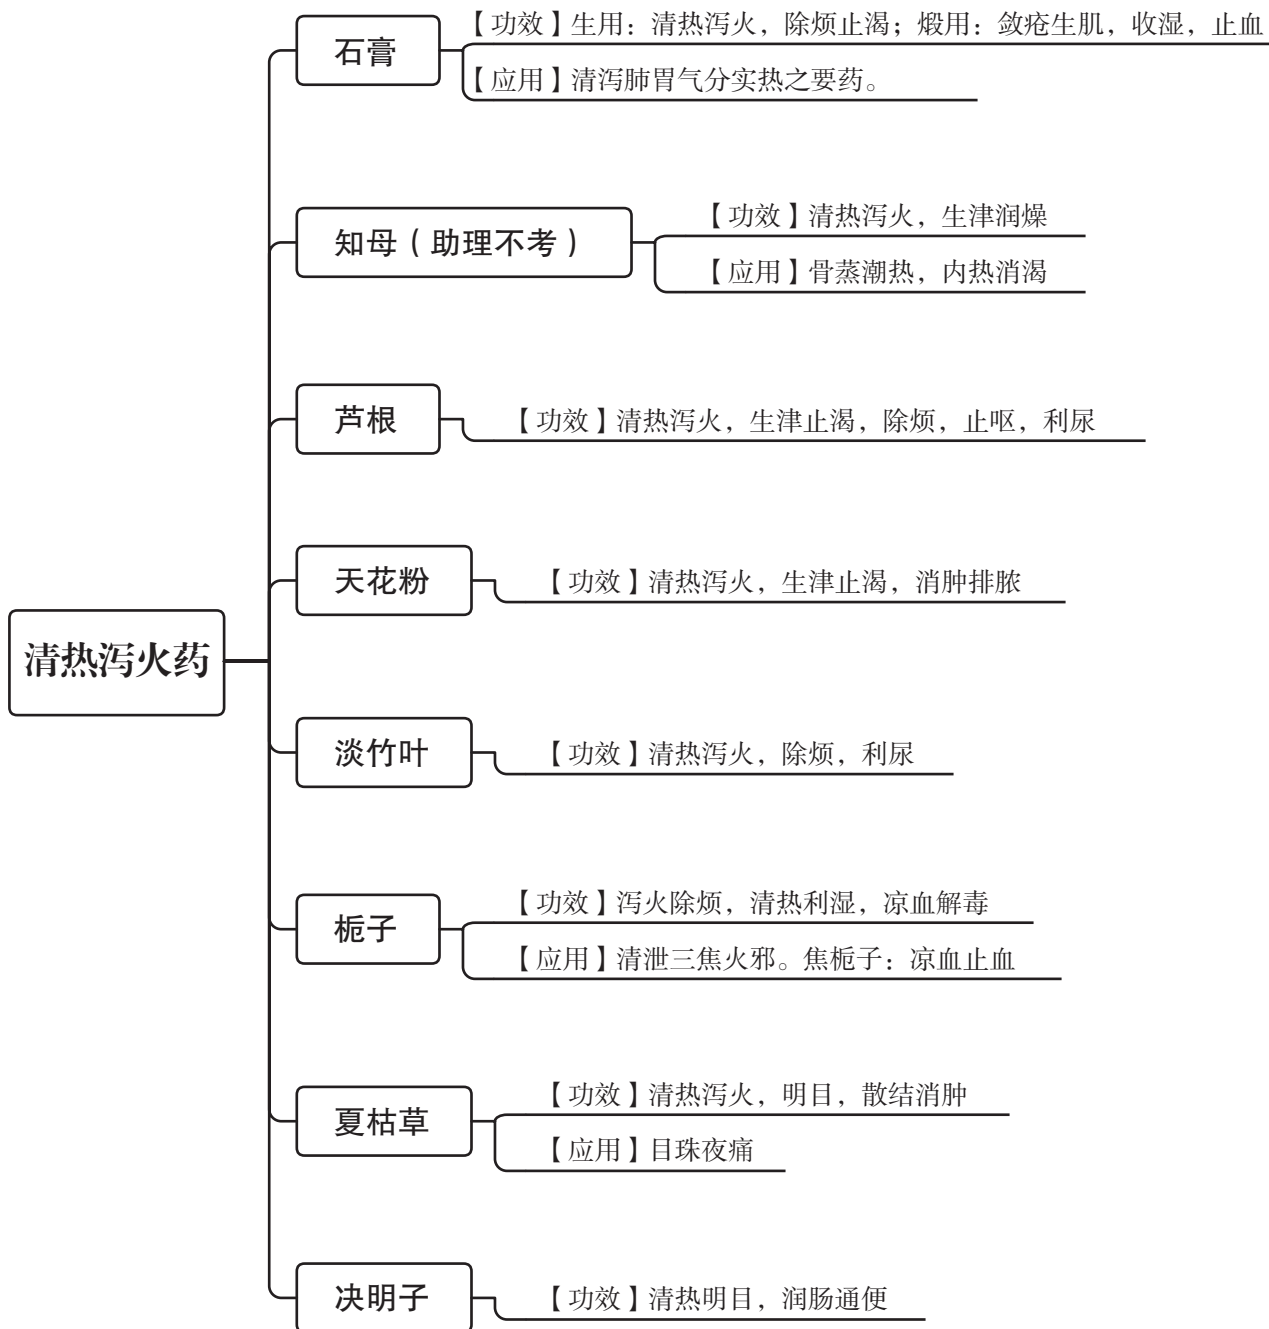 清热泻火药
石膏
【功效】生用：清热泻火，除烦止渴；煅用：敛疮生肌，收湿，止血
【应用】清泻肺胃气分实热之要药。
知母（助理不考）
【功效】清热泻火，生津润燥
【应用】骨蒸潮热，内热消渴
芦根
【功效】清热泻火，生津止渴，除烦，止呕，利尿
天花粉
【功效】清热泻火，生津止渴，消肿排脓
淡竹叶
【功效】清热泻火，除烦，利尿
栀子
【功效】泻火除烦，清热利湿，凉血解毒
【应用】清泄三焦火邪。焦栀子：凉血止血
夏枯草
【功效】清热泻火，明目，散结消肿
【应用】目珠夜痛
决明子
【功效】清热明目，润肠通便